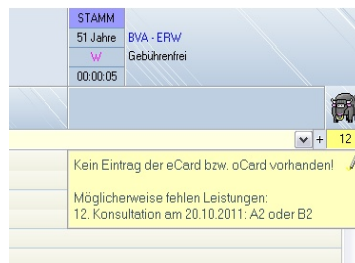 STAMM
51 Jahre BVA - ERW
W Gebührenfrei
00:00:05
+ 12
Kein Eintrag der eCard bzw. oCard vorhanden!
Möglicherweise fehlen Leistungen:
12. Konsultation am 20.10.2011: A2 oder B2